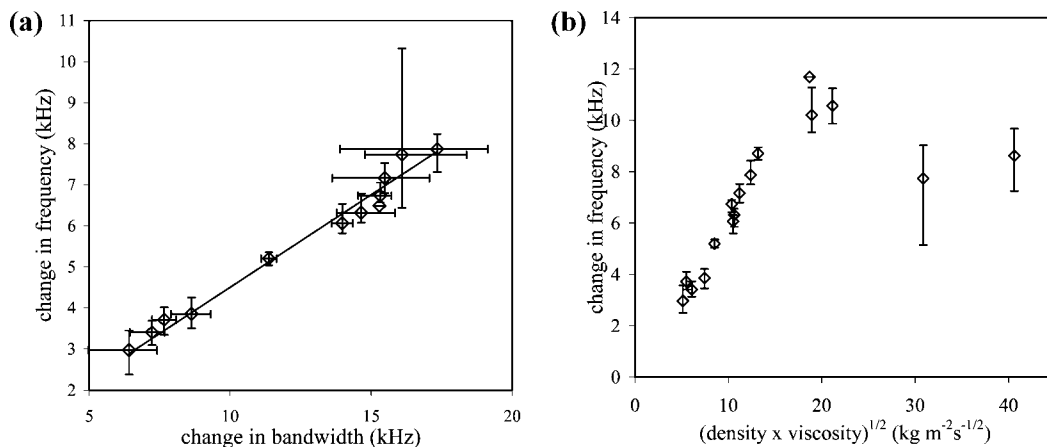 (a)
change in frequency (kHz)
11
10
9
8
7
6
5
4
3
2
5 10 15 20
change in bandwidth (kHz)
(b)
change in frequency (kHz)
14
12
10
8
6
4
2
0
0 10 20 30 40
(density x viscosity)^{1/2} (kg m^{-2}s^{-1/2})